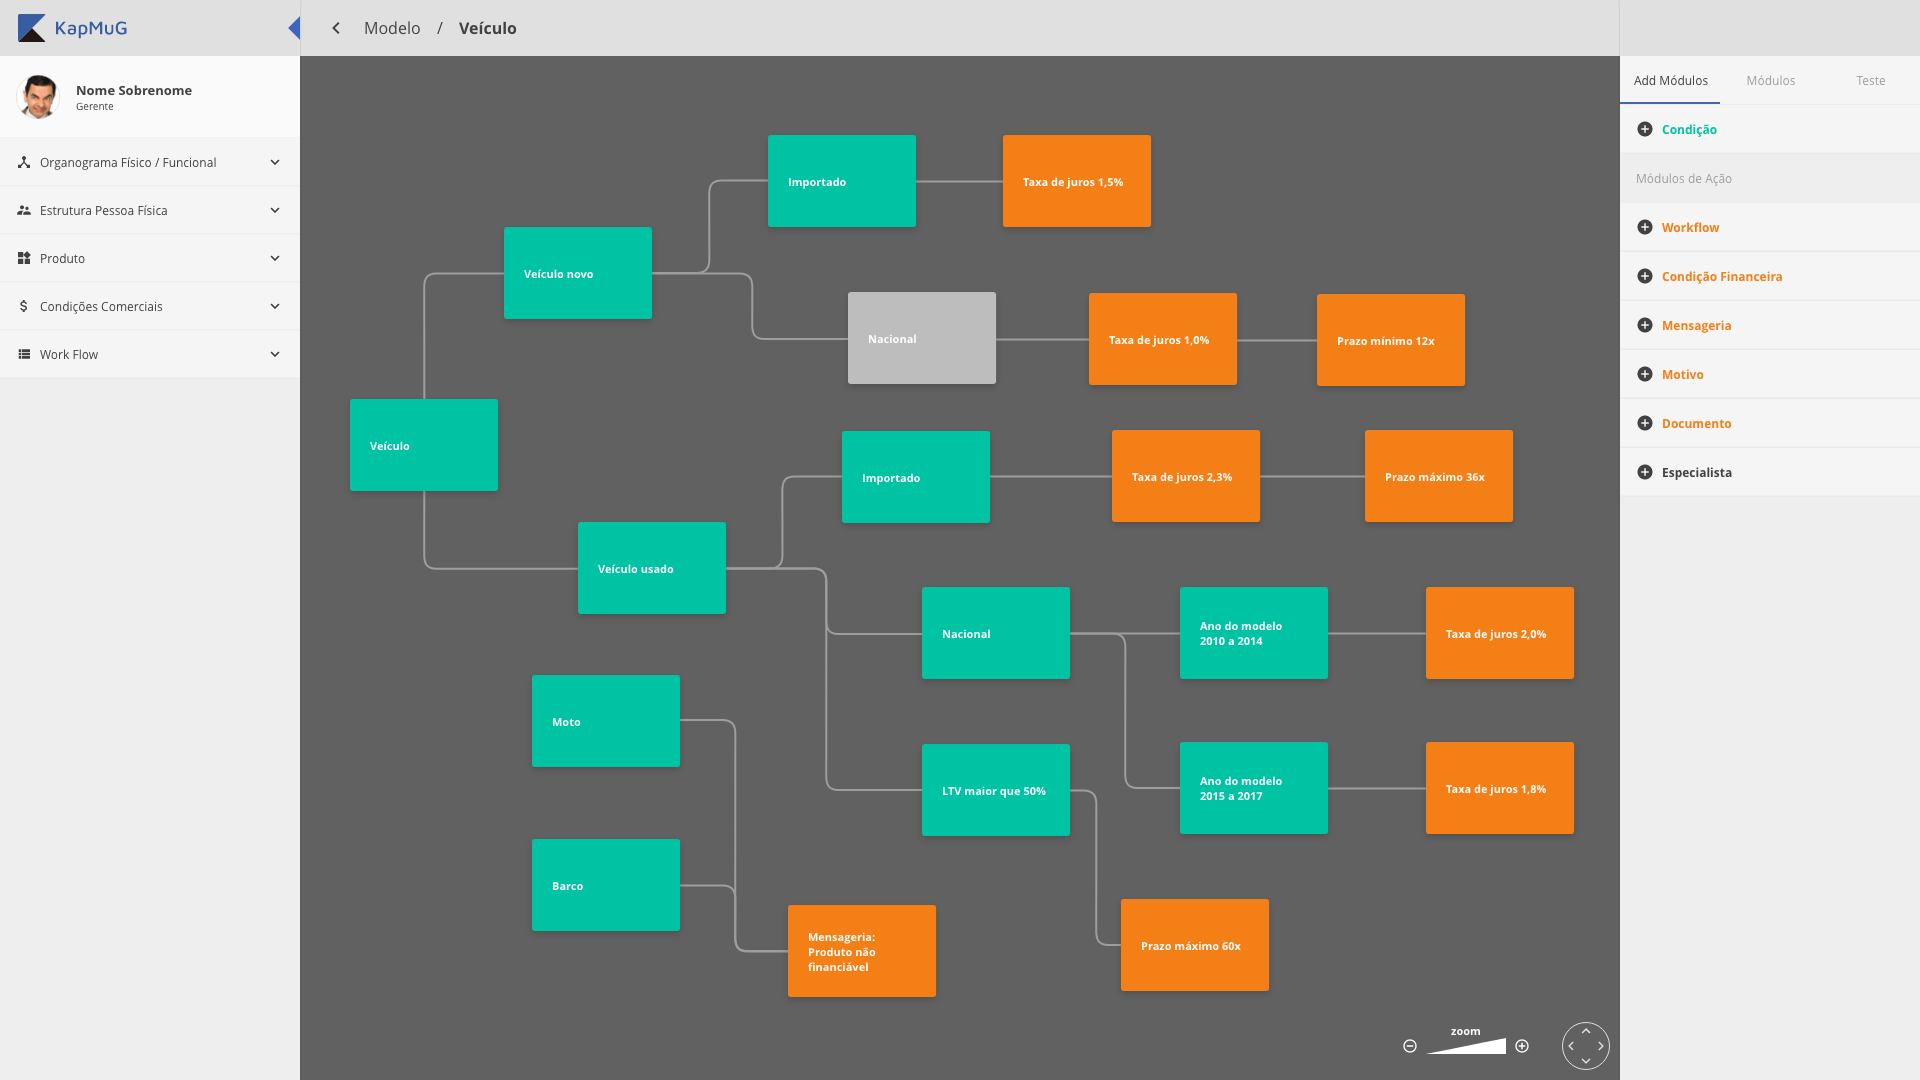 KapMuG
Modelo / Veículo
Nome Sobrenome
Gerente
Organograma Físico / Funcional
Estrutura Pessoa Física
Produto
Condições Comerciais
Work Flow
Importado
Taxa de juros 1,5%
Veículo novo
Nacional
Taxa de juros 1,0%
Prazo mínimo 12x
Veículo
Importado
Taxa de juros 2,3%
Prazo máximo 36x
Veículo usado
Nacional
Ano do modelo
2010 a 2014
Taxa de juros 2,0%
Moto
LTV maior que 50%
Ano do modelo
2015 a 2017
Taxa de juros 1,8%
Barco
Mensageria:
Produto não
financiável
Prazo máximo 60x
zoom
Add Módulos
Módulos
Teste
Condição
Módulos de Ação
Workflow
Condição Financeira
Mensageria
Motivo
Documento
Especialista